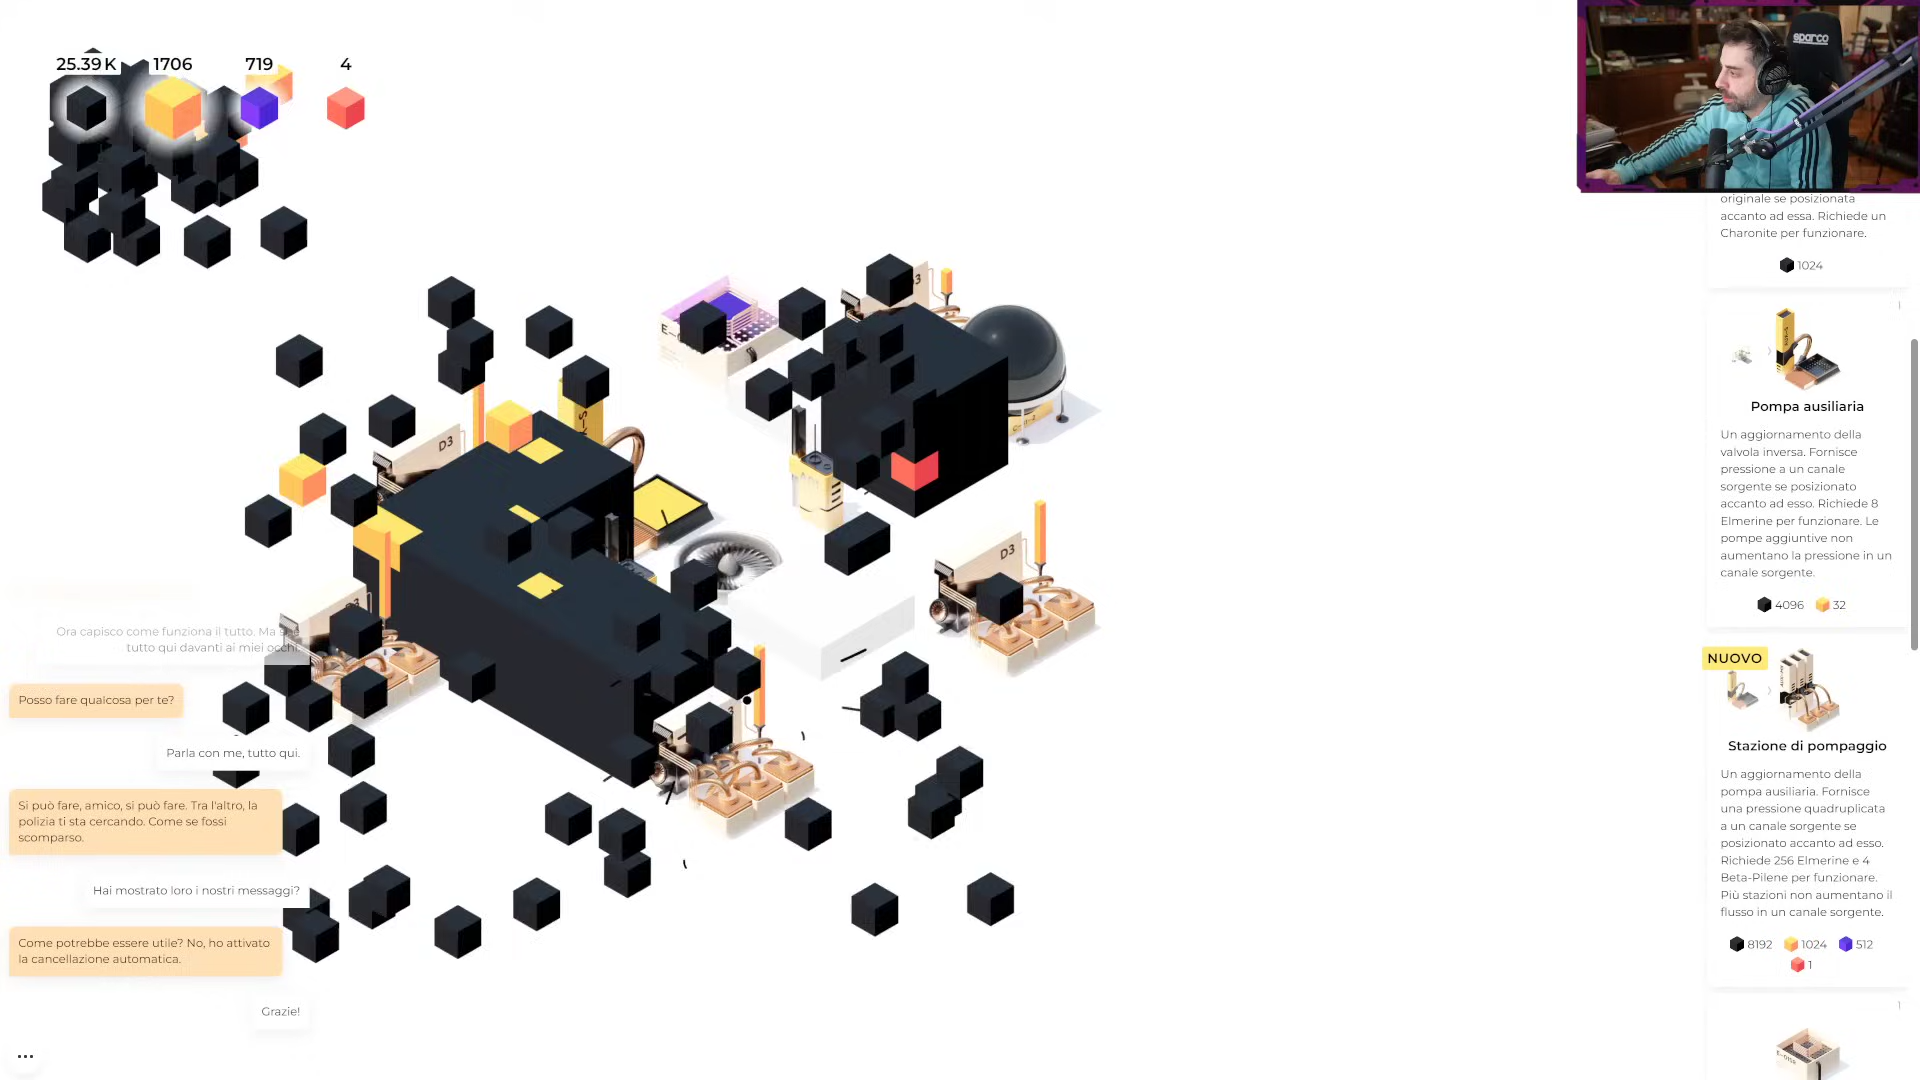 25.39 K
1706
719
4
sparco
originale se posizionata
accanto ad essa. Richiede un
Charonite per funzionare.
1024
1
Pompa ausiliaria
Un aggiornamento della
valvola inversa. Fornisce
pressione a un canale
sorgente se posizionato
accanto ad esso. Richiede 8
Elmerine per funzionare. Le
pompe aggiuntive non
aumentano la pressione in un
canale sorgente.
4096
32
NUOVO
Stazione di pompaggio
Un aggiornamento della
pompa ausiliaria. Fornisce
una pressione quadruplicata
a un canale sorgente se
posizionato accanto ad esso.
Richiede 256 Elmerine e 4
Beta-Pilene per funzionare.
Più stazioni non aumentano il
flusso in un canale sorgente.
8192
1024
512
1
1
D3
D3
Ora capisco come funziona il tutto. Ma
tutto qui davanti ai miei occhi.
Posso fare qualcosa per te?
Parla con me, tutto qui.
Si può fare, amico, si può fare. Tra l'altro, la
polizia ti sta cercando. Come se fossi
scomparso.
Hai mostrato loro i nostri messaggi?
Come potrebbe essere utile? No, ho attivato
la cancellazione automatica.
Grazie!
...